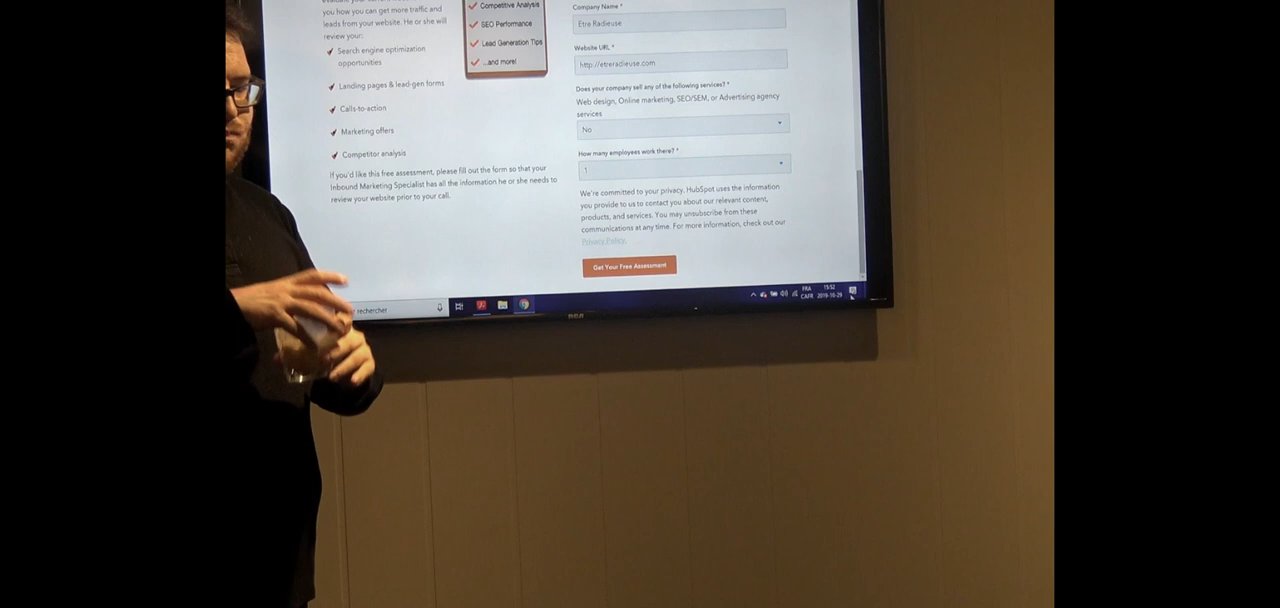 you how you can get more traffic and
leads from your website. He or she will
review your:
Search engine optimization
opportunities
Landing pages & lead-gen forms
Calls-to-action
Marketing offers
Competitor analysis
If you'd like this free assessment, please fill out the form so that your
Inbound Marketing Specialist has all the information he or she needs to
review your website prior to your call.
Competitive Analysis
SEO Performance
Lead Generation Tips
...and more!
Company Name *
Etre Radieuse
Website URL *
http://etreradieuse.com
Does your company sell any of the following services? *
Web design, Online marketing, SEO/SEM, or Advertising agency
services
No
How many employees work there? *
1
We're committed to your privacy. HubSpot uses the information
you provide to us to contact you about our relevant content,
products, and services. You may unsubscribe from these
communications at any time. For more information, check out our
Privacy Policy.
Get Your Free Assessment
rechercher
FRA
CAFR
15:52
2019-10-29
RCA